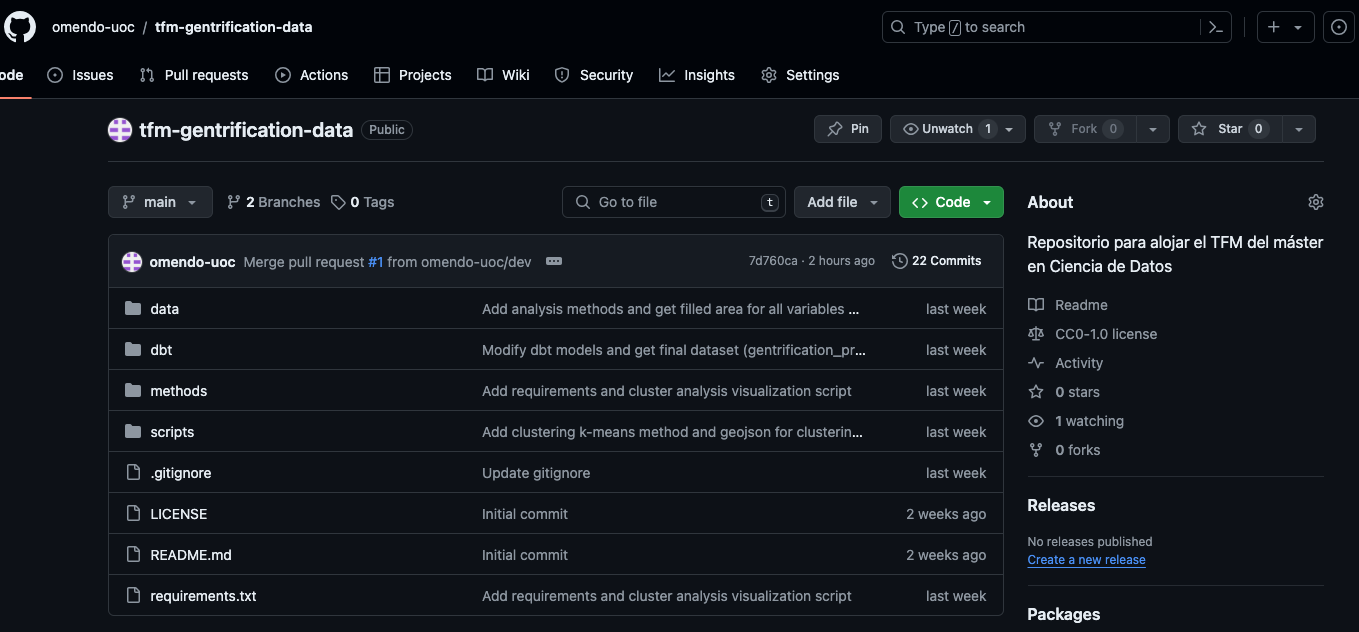 omendo-uoc / tfm-gentrification-data
Type / to search
ode Issues Pull requests Actions Projects Wiki Security Insights Settings
tfm-gentrification-data Public
Pin Unwatch 1 Fork 0 Star 0
main 2 Branches 0 Tags Go to file t Add file Code
omendo-uoc Merge pull request #1 from omendo-uoc/dev 7d760ca · 2 hours ago 22 Commits
data Add analysis methods and get filled area for all variables ... last week
dbt Modify dbt models and get final dataset (gentrification_pr... last week
methods Add requirements and cluster analysis visualization script last week
scripts Add clustering k-means method and geojson for clusterin... last week
.gitignore Update gitignore last week
LICENSE Initial commit 2 weeks ago
README.md Initial commit 2 weeks ago
requirements.txt Add requirements and cluster analysis visualization script last week
About
Repositorio para alojar el TFM del máster
en Ciencia de Datos
Readme
CC0-1.0 license
Activity
0 stars
1 watching
0 forks
Releases
No releases published
Create a new release
Packages